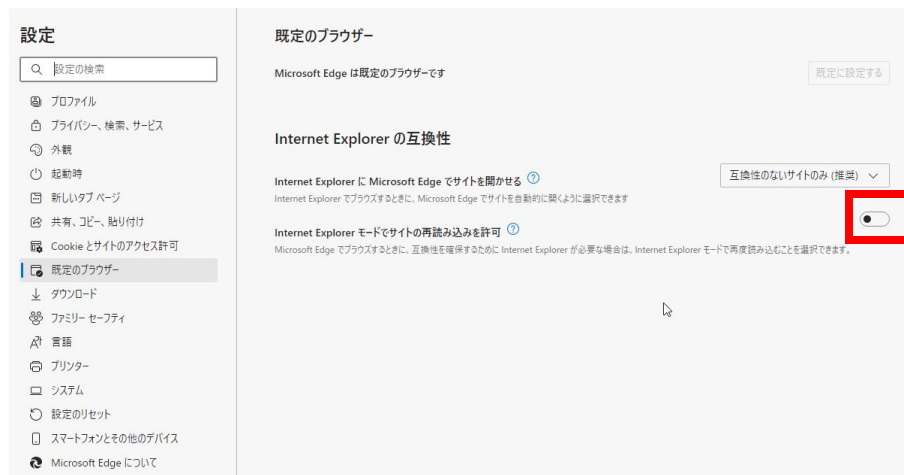 設定
設定の検索
プロファイル
プライバシー、検索、サービス
外観
起動時
新しいタブ ページ
共有、コピー、貼り付け
Cookie とサイトのアクセス許可
既定のブラウザー
ダウンロード
ファミリー セーフティ
言語
プリンター
システム
設定のリセット
スマートフォンとその他のデバイス
Microsoft Edge について
既定のブラウザー
Microsoft Edge は既定のブラウザーです
既定に設定する
Internet Explorer の互換性
Internet Explorer に Microsoft Edge でサイトを開かせる
互換性のないサイトのみ (推奨)
Internet Explorer でブラウズするときに、Microsoft Edge でサイトを自動的に開くように選択できます
Internet Explorer モードでサイトの再読み込みを許可
Microsoft Edge でブラウズするときに、互換性を確保するために Internet Explorer が必要な場合は、Internet Explorer モードで再度読み込むことを選択できます。